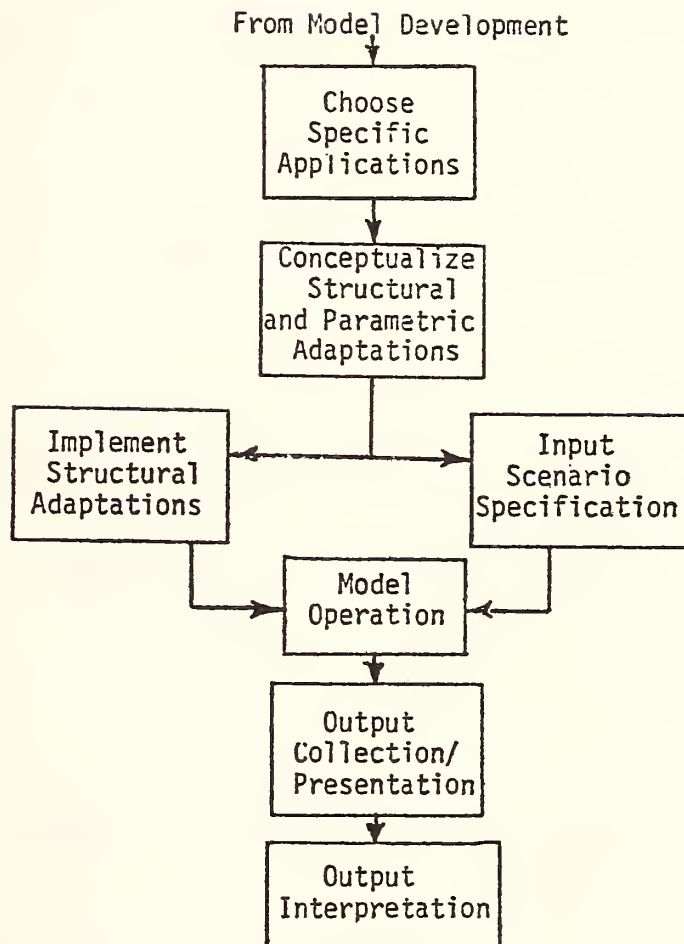 From Model Development
Choose
Specific
Applications
Conceptualize
Structural
and Parametric
Adaptations
Implement
Structural
Adaptations
Input
Scenario
Specification
Model
Operation
Output
Collection/
Presentation
Output
Interpretation